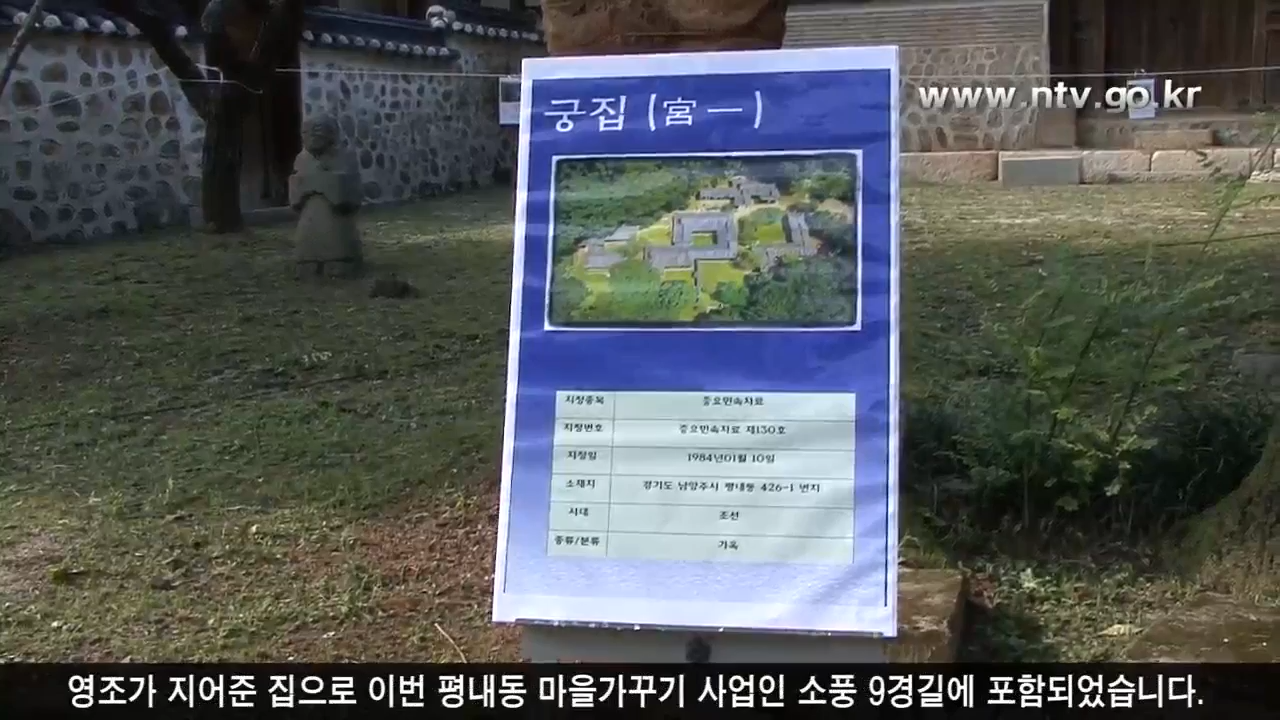 www.ntv.go.kr
궁집 (宮一)
지정종목 중요민속자료
지정번호 중요민속자료 제130호
지정일 1984년01월 10일
소재지 경기도 남양주시 평내동 426-1 번지
시대 조선
종류/분류 가옥
영조가 지어준 집으로 이번 평내동 마을가꾸기 사업인 소풍 9경길에 포함되었습니다.